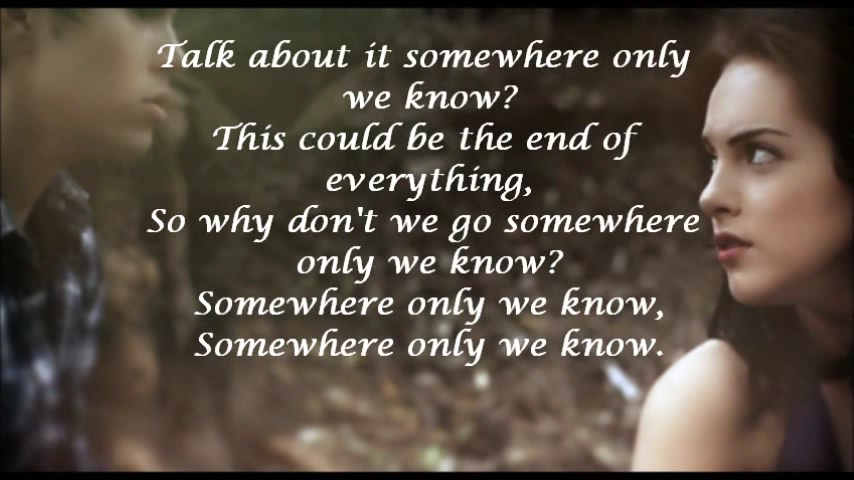 Talk about it somewhere only
we know?
This could be the end of
everything,
So why don't we go somewhere
only we know?
Somewhere only we know,
Somewhere only we know.